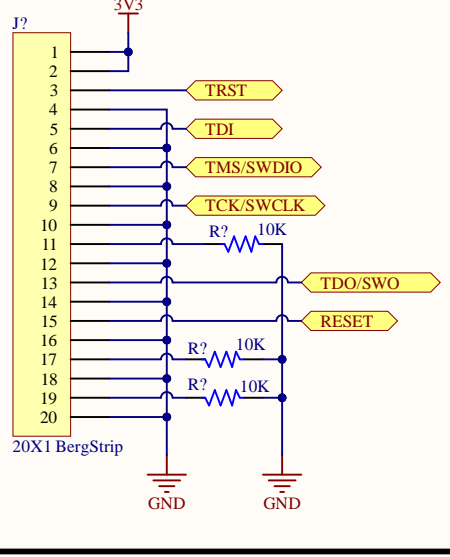 3V3
J?
1
2
3 TRST
4
5 TDI
6
7 TMS/SWDIO
8
9 TCK/SWCLK
10
11 R? 10K
12
13 TDO/SWO
14
15 RESET
16
17 R? 10K
18
19 R? 10K
20
20X1 BergStrip
GND GND